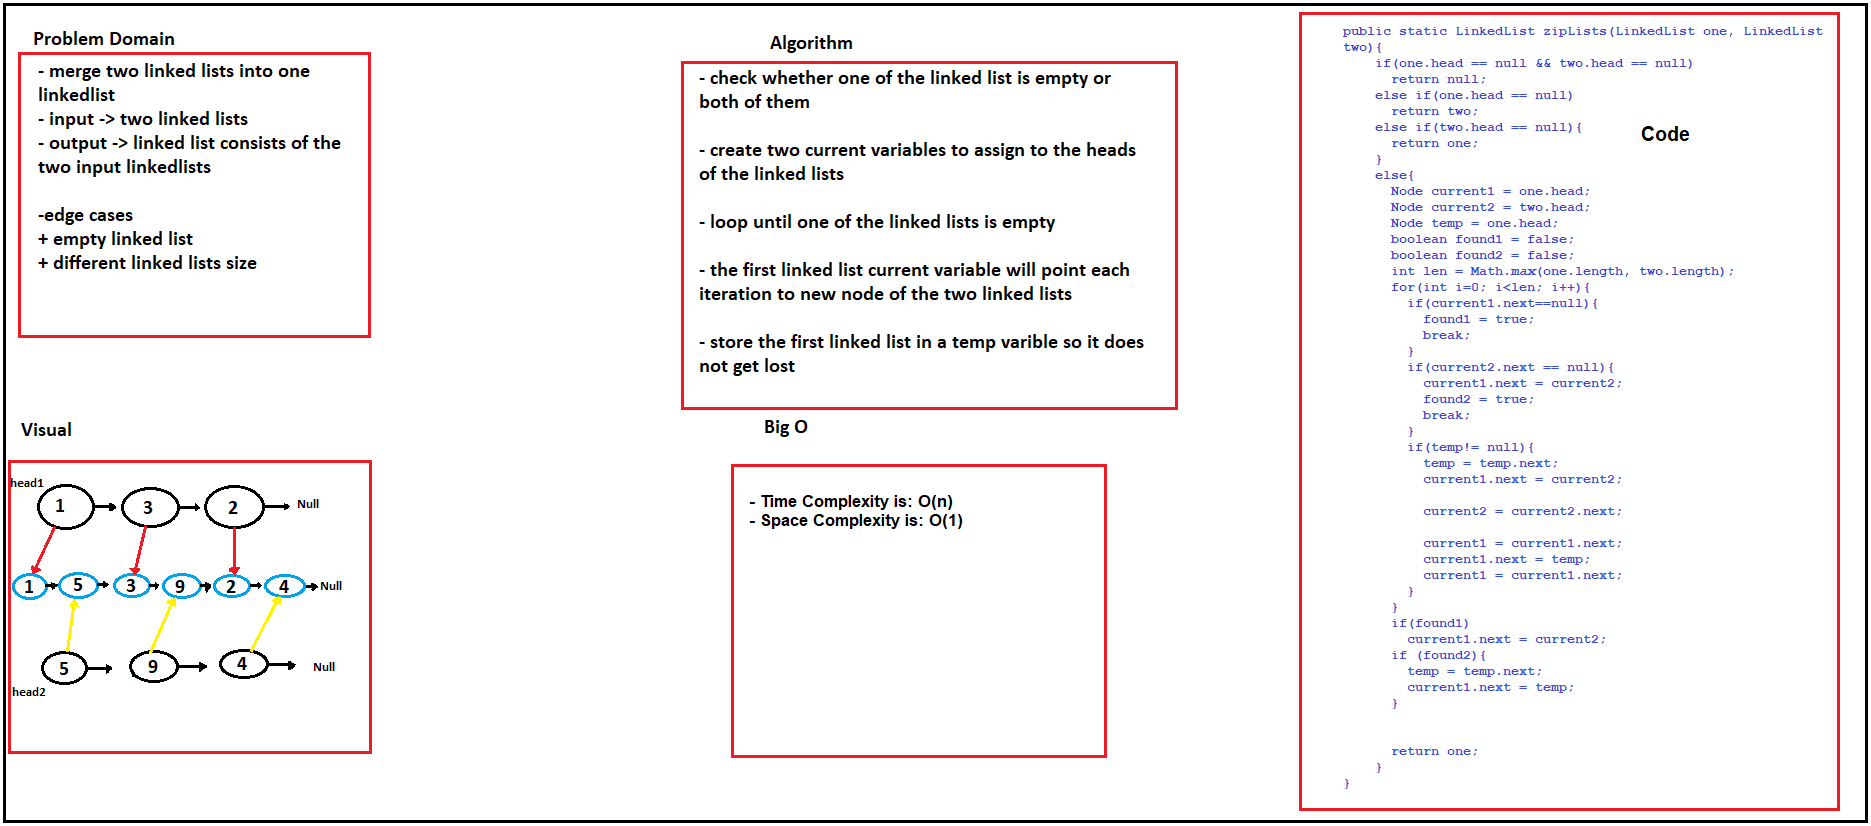 Problem Domain
- merge two linked lists into one
linkedlist
- input -> two linked lists
- output -> linked list consists of the
two input linkedlists
-edge cases
+ empty linked list
+ different linked lists size
Visual
head1
1
3
2
Null
1
5
3
9
2
4
Null
5
9
4
Null
head2
Algorithm
- check whether one of the linked list is empty or
both of them
- create two current variables to assign to the heads
of the linked lists
- loop until one of the linked lists is empty
- the first linked list current variable will point each
iteration to new node of the two linked lists
- store the first linked list in a temp varible so it does
not get lost
Big O
- Time Complexity is: O(n)
- Space Complexity is: O(1)
Code
public static LinkedList zipLists(LinkedList one, LinkedList
two){
if(one.head == null && two.head == null)
return null;
else if(one.head == null)
return two;
else if(two.head == null){
return one;
}
else{
Node current1 = one.head;
Node current2 = two.head;
Node temp = one.head;
boolean found1 = false;
boolean found2 = false;
int len = Math.max(one.length, two.length);
for(int i=0; i<len; i++){
if(current1.next==null){
found1 = true;
break;
}
if(current2.next == null){
current1.next = current2;
found2 = true;
break;
}
if(temp!= null){
temp = temp.next;
current1.next = current2;
current2 = current2.next;
current1 = current1.next;
current1.next = temp;
current1 = current1.next;
}
}
if(found1)
current1.next = current2;
if (found2){
temp = temp.next;
current1.next = temp;
}
return one;
}
}